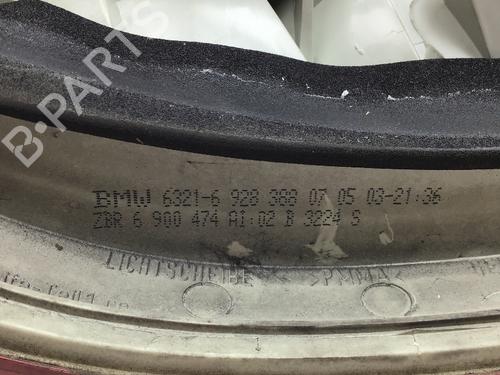 B-PARTS
BMW 6321-6 928 388 07 05 03-21:36
ZBR 6 900 474 AI:02 B 3224 S
LICHTSCHEIBE >PMMA<